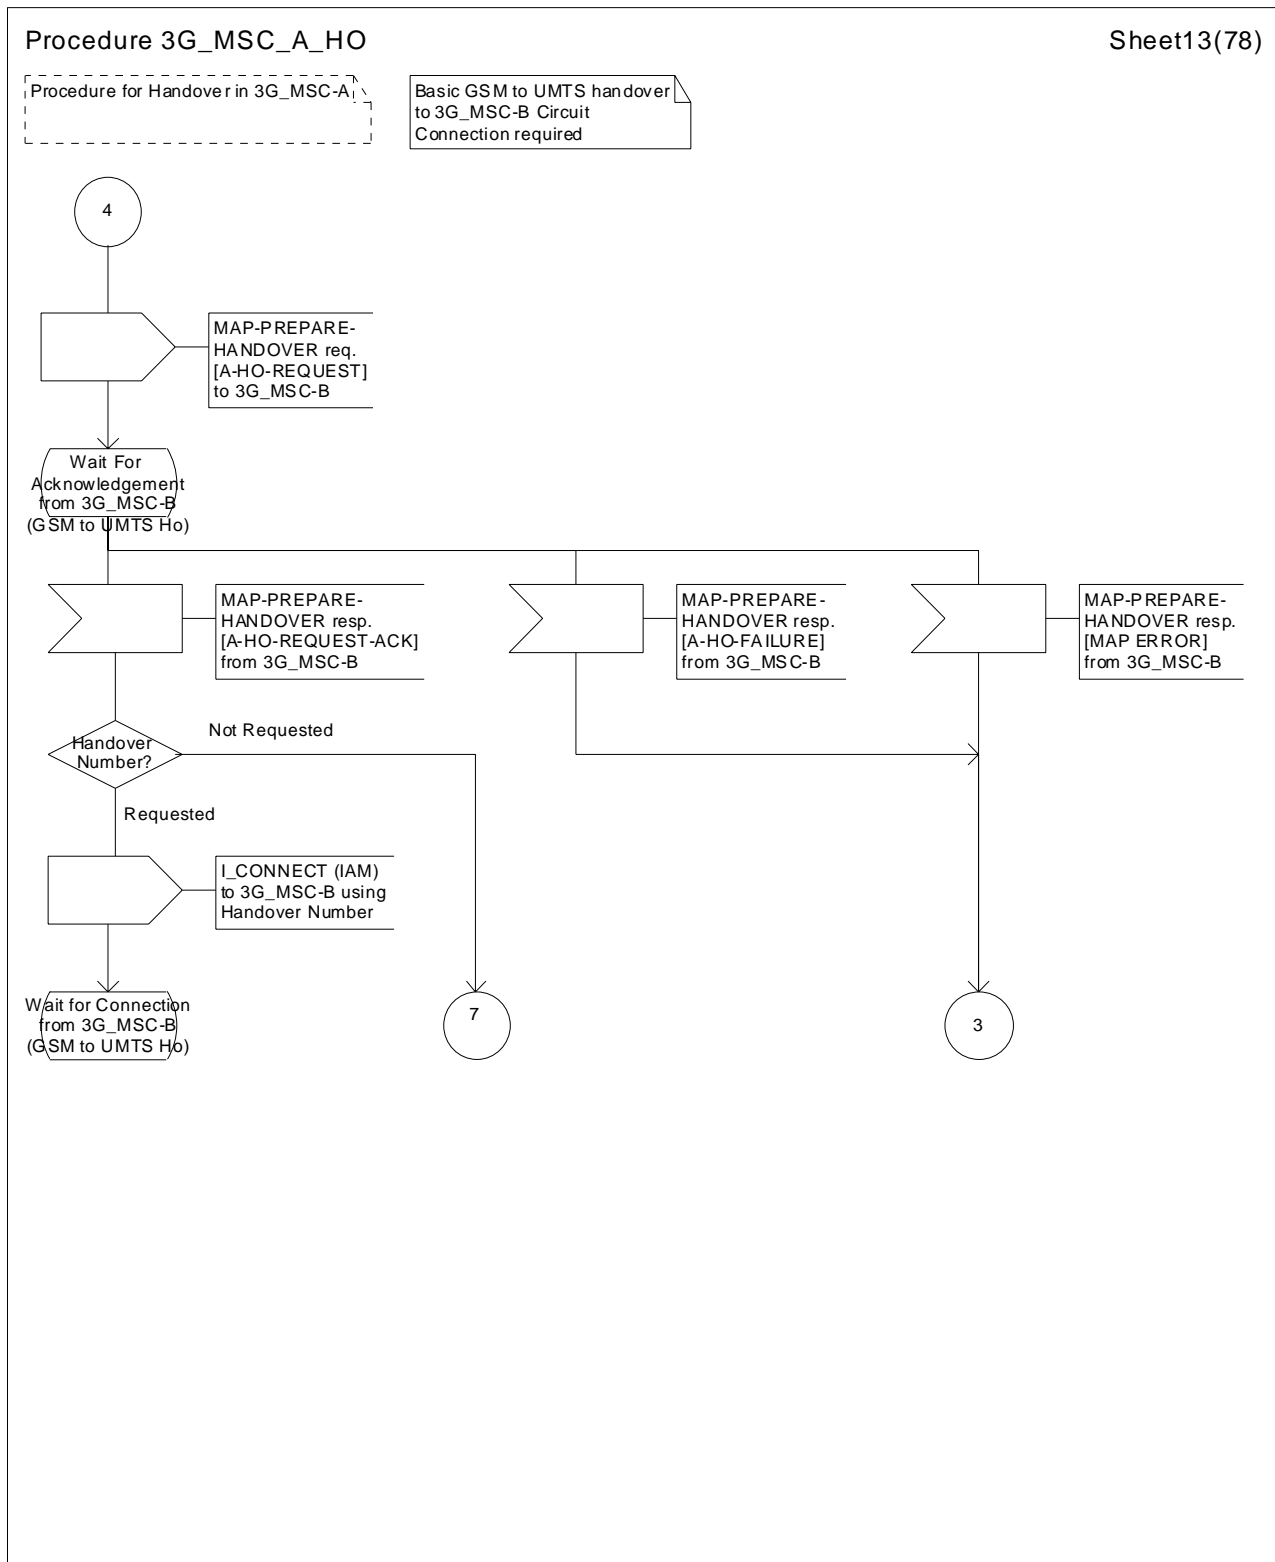 Procedure 3G_MSC_A_HO
Sheet13(78)
Procedure for Handover in 3G_MSC-A
Basic GSM to UMTS handover
to 3G_MSC-B Circuit
Connection required
4
MAP-PREPARE-
HANDOVER req.
[A-HO-REQUEST]
to 3G_MSC-B
Wait For
Acknowledgement
from 3G_MSC-B
(GSM to UMTS Ho)
MAP-PREPARE-
HANDOVER resp.
[A-HO-REQUEST-ACK]
from 3G_MSC-B
MAP-PREPARE-
HANDOVER resp.
[A-HO-FAILURE]
from 3G_MSC-B
MAP-PREPARE-
HANDOVER resp.
[MAP ERROR]
from 3G_MSC-B
Handover
Number?
Not Requested
Requested
I_CONNECT (IAM)
to 3G_MSC-B using
Handover Number
Wait for Connection
from 3G_MSC-B
(GSM to UMTS Ho)
7
3